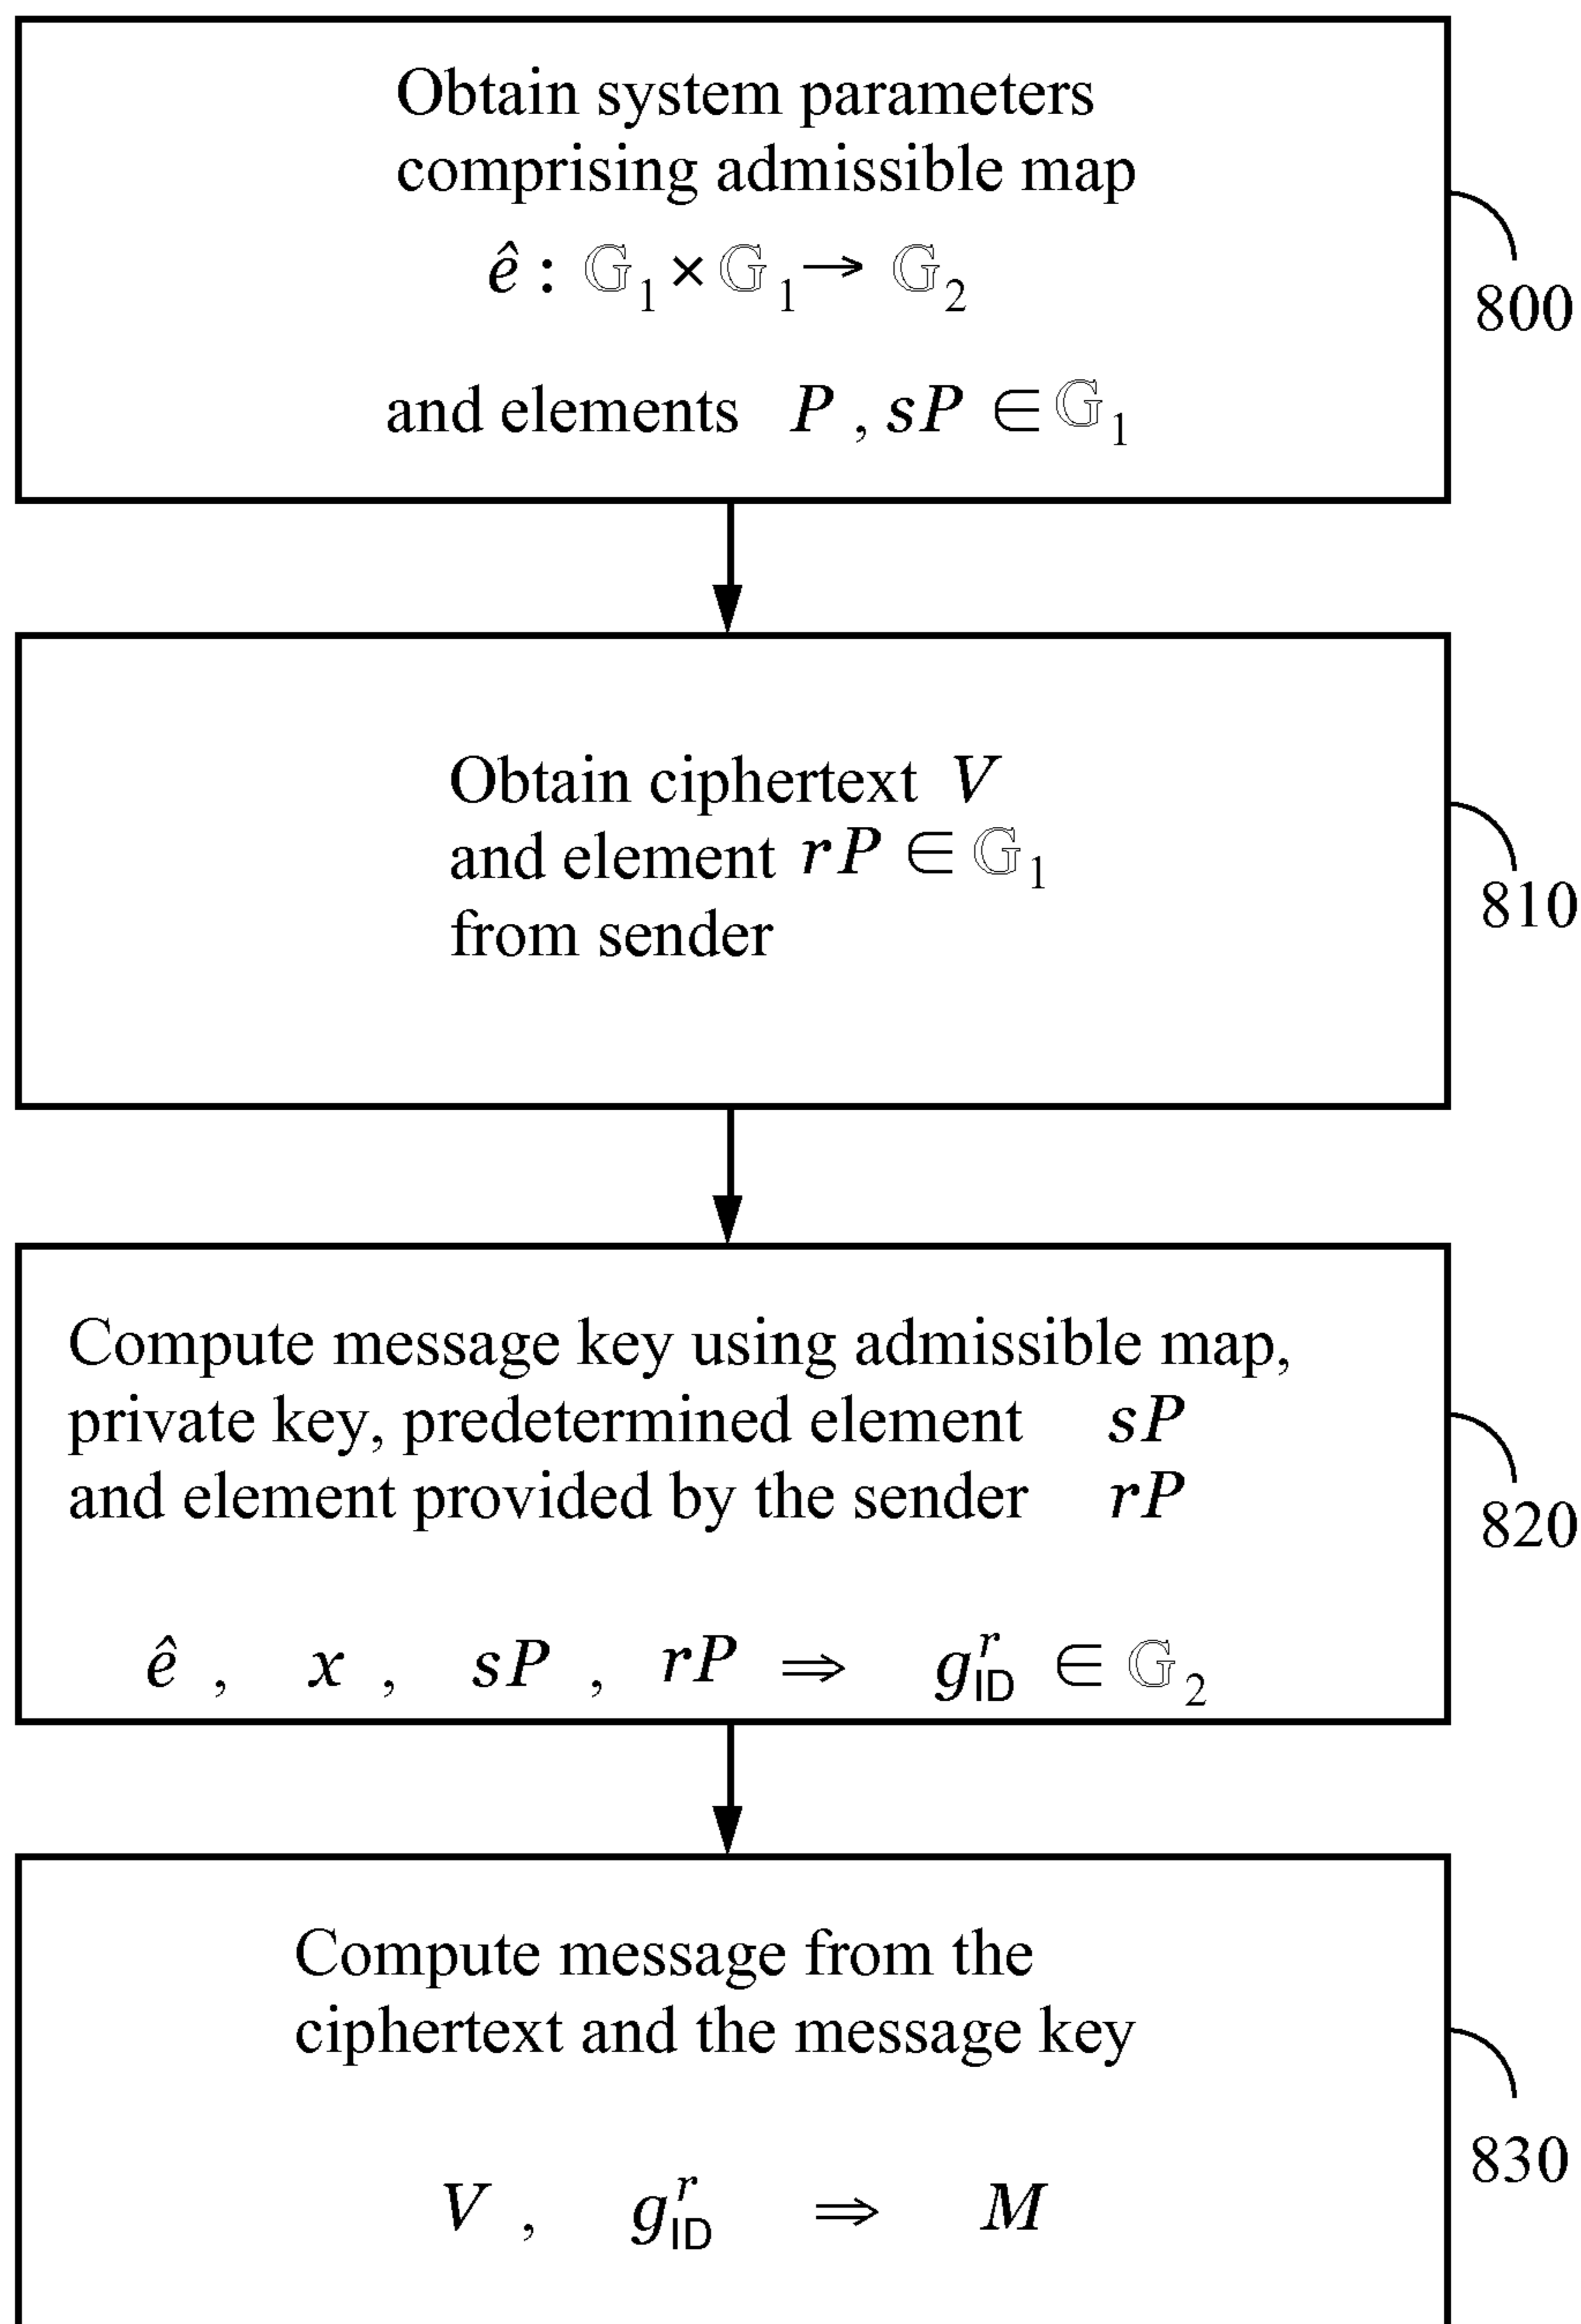 Obtain system parameters
comprising admissible map
ê : 𝔾₁ × 𝔾₁ → 𝔾₂
and elements P , sP ∈ 𝔾₁
800
Obtain ciphertext V
and element rP ∈ 𝔾₁
from sender
810
Compute message key using admissible map,
private key, predetermined element sP
and element provided by the sender rP
820
ê , x , sP , rP ⇒ g_ID^r ∈ 𝔾₂
Compute message from the
ciphertext and the message key
830
V , g_ID^r ⇒ M